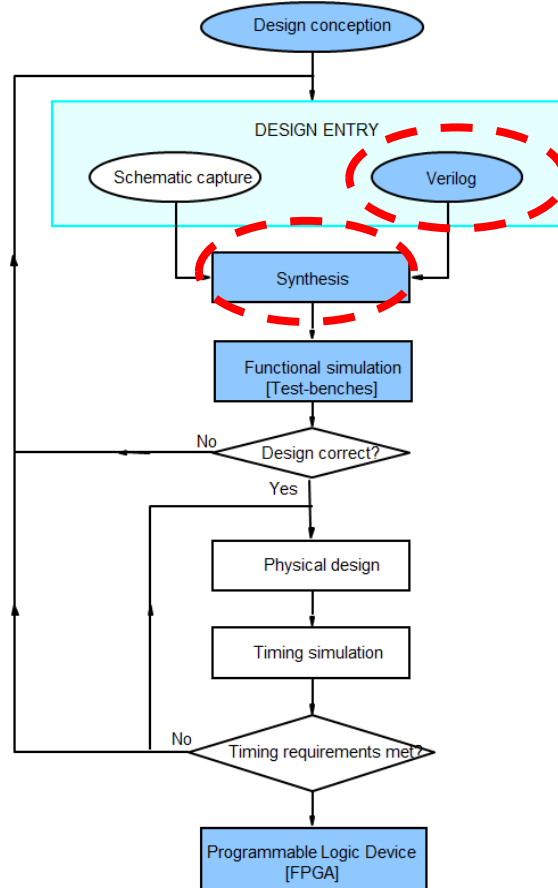 Design conception
DESIGN ENTRY
Schematic capture
Verilog
Synthesis
Functional simulation
[Test-benches]
No
Design correct?
Yes
Physical design
Timing simulation
No
Timing requirements met?
Programmable Logic Device
[FPGA]